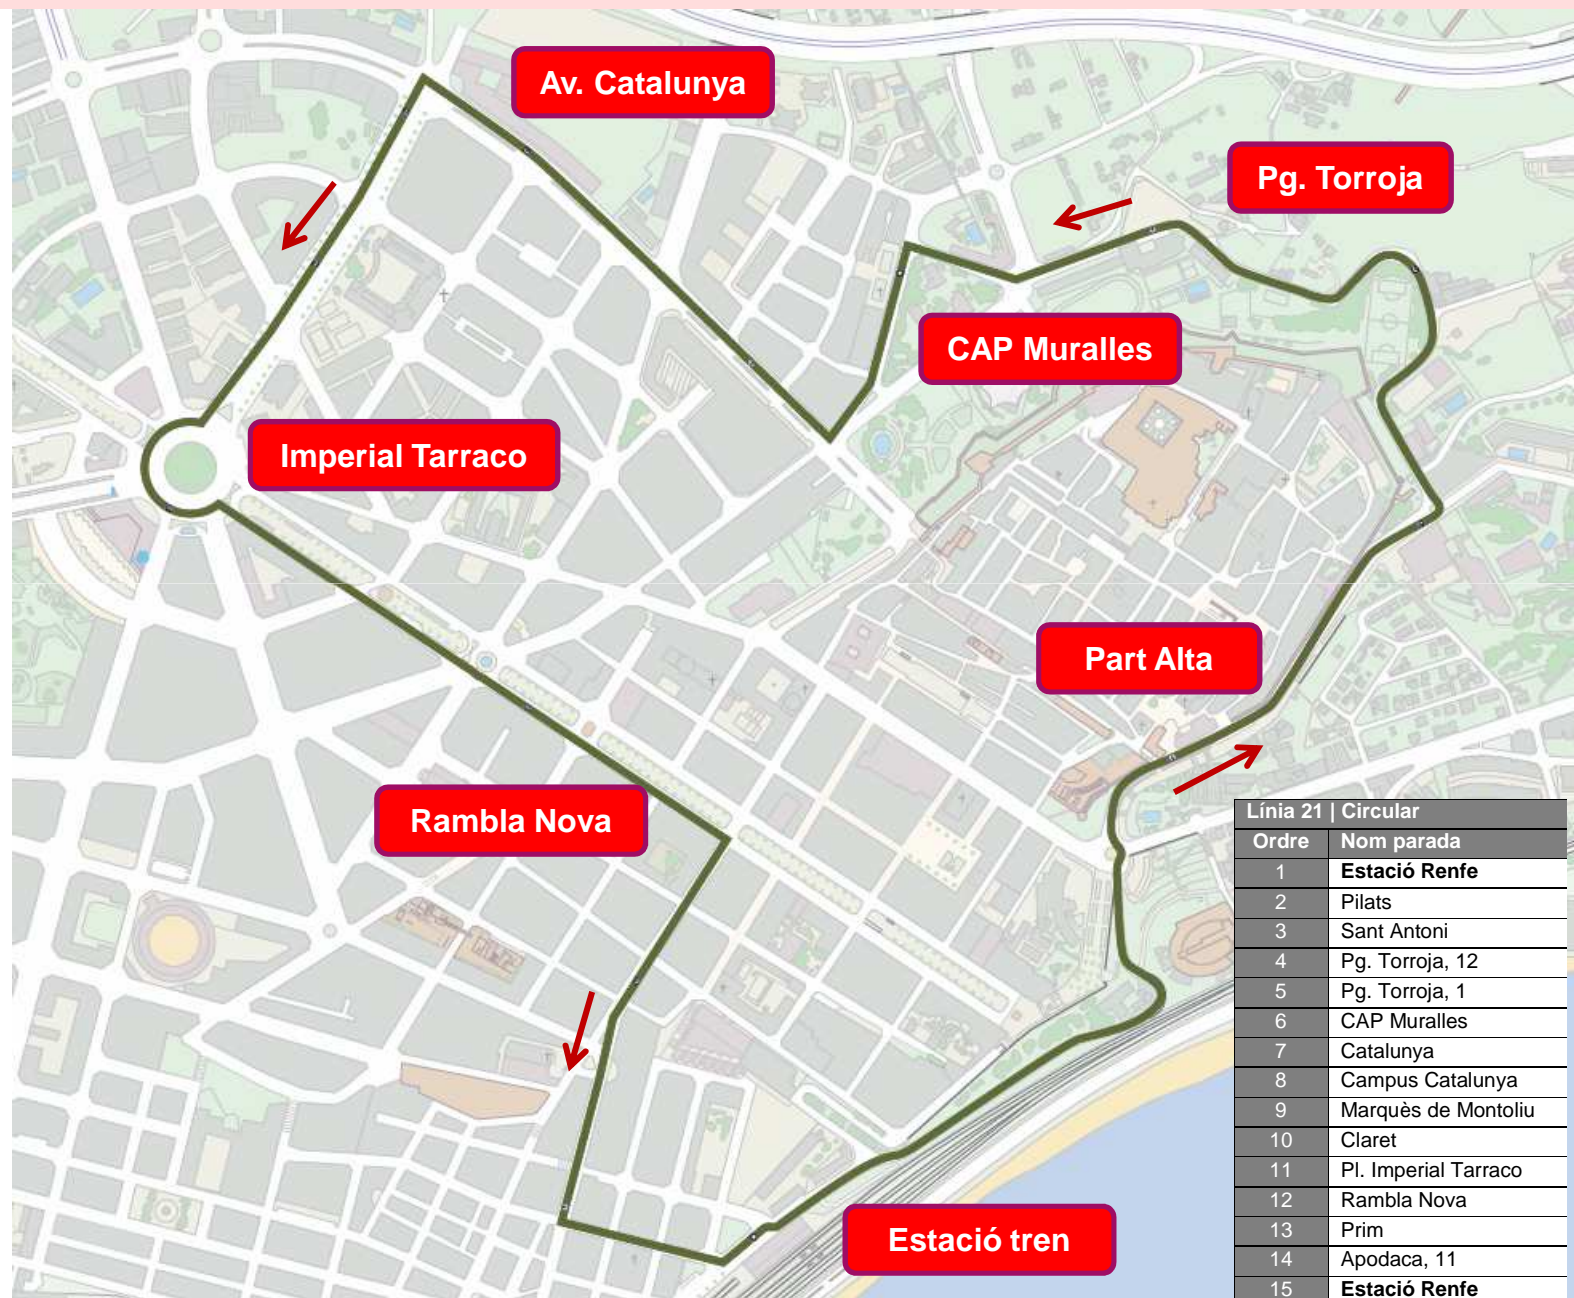 Av. Catalunya
Pg. Torroja
CAP Muralles
Imperial Tarraco
Part Alta
Rambla Nova
Estació tren
Línia 21 | Circular
Ordre Nom parada
1 Estació Renfe
2 Pilats
3 Sant Antoni
4 Pg. Torroja, 12
5 Pg. Torroja, 1
6 CAP Muralles
7 Catalunya
8 Campus Catalunya
9 Marquès de Montoliu
10 Claret
11 Pl. Imperial Tarraco
12 Rambla Nova
13 Prim
14 Apodaca, 11
15 Estació Renfe